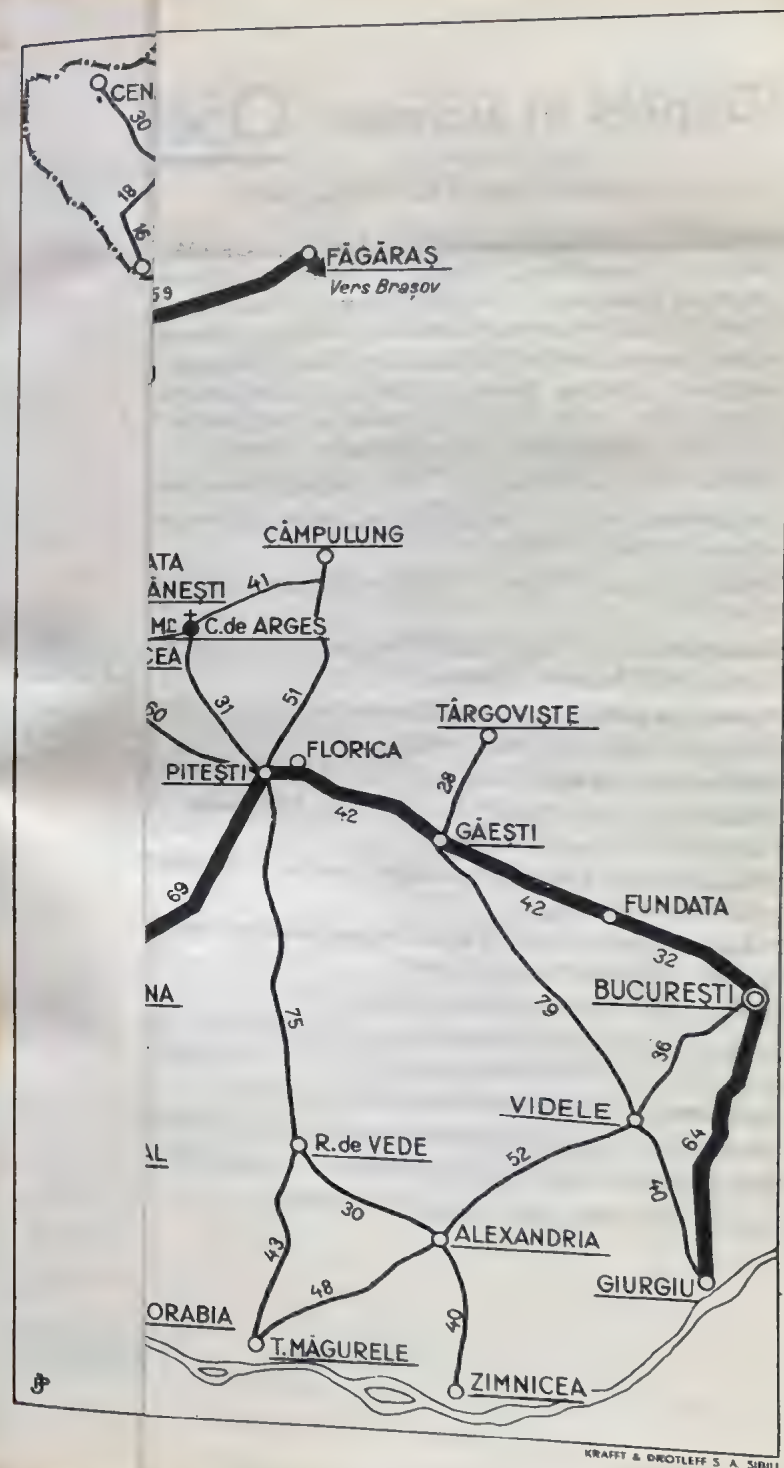 CEN.
30
18
16
59
FĂGĂRAȘ
Vers Brașov
CÂMPULUNG
ATA
ĂNEȘTI
41
C.de ARGEȘ
CEA
60
31
51
TÂRGOVIȘTE
FLORICA
PITEȘTI
28
42
GĂEȘTI
69
42
FUNDATA
32
NA
BUCUREȘTI
75
79
36
VIDELE
64
AL
R.de VEDE
52
40
30
ALEXANDRIA
43
48
GIURGIU
ORABIA
40
T.MĂGURELE
ZIMNICEA
KRAFFT & DROTLEFF S. A. SIBIU